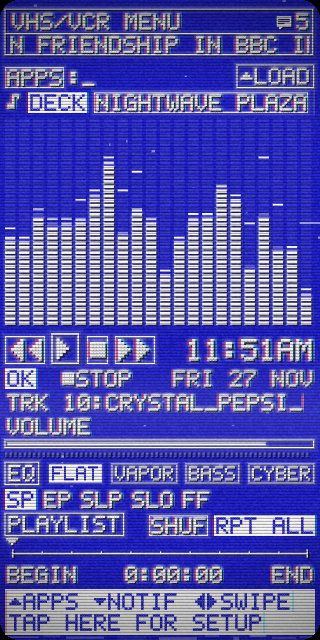 VHS/VCR MENU 5
N FRIENDSHIP IN BBC I
APPS:_ LOAD
DECK NIGHTWAVE PLAZA
11:51AM
OK STOP FRI 27 NOV
TRK 10:CRYSTAL_PEPSI_
VOLUME
EQ FLAT VAPOR BASS CYBER
SP EP SLP SLO FF
PLAYLIST SHUF RPT ALL
BEGIN 0:00:00 END
APPS NOTIF SWIPE
TAP HERE FOR SETUP